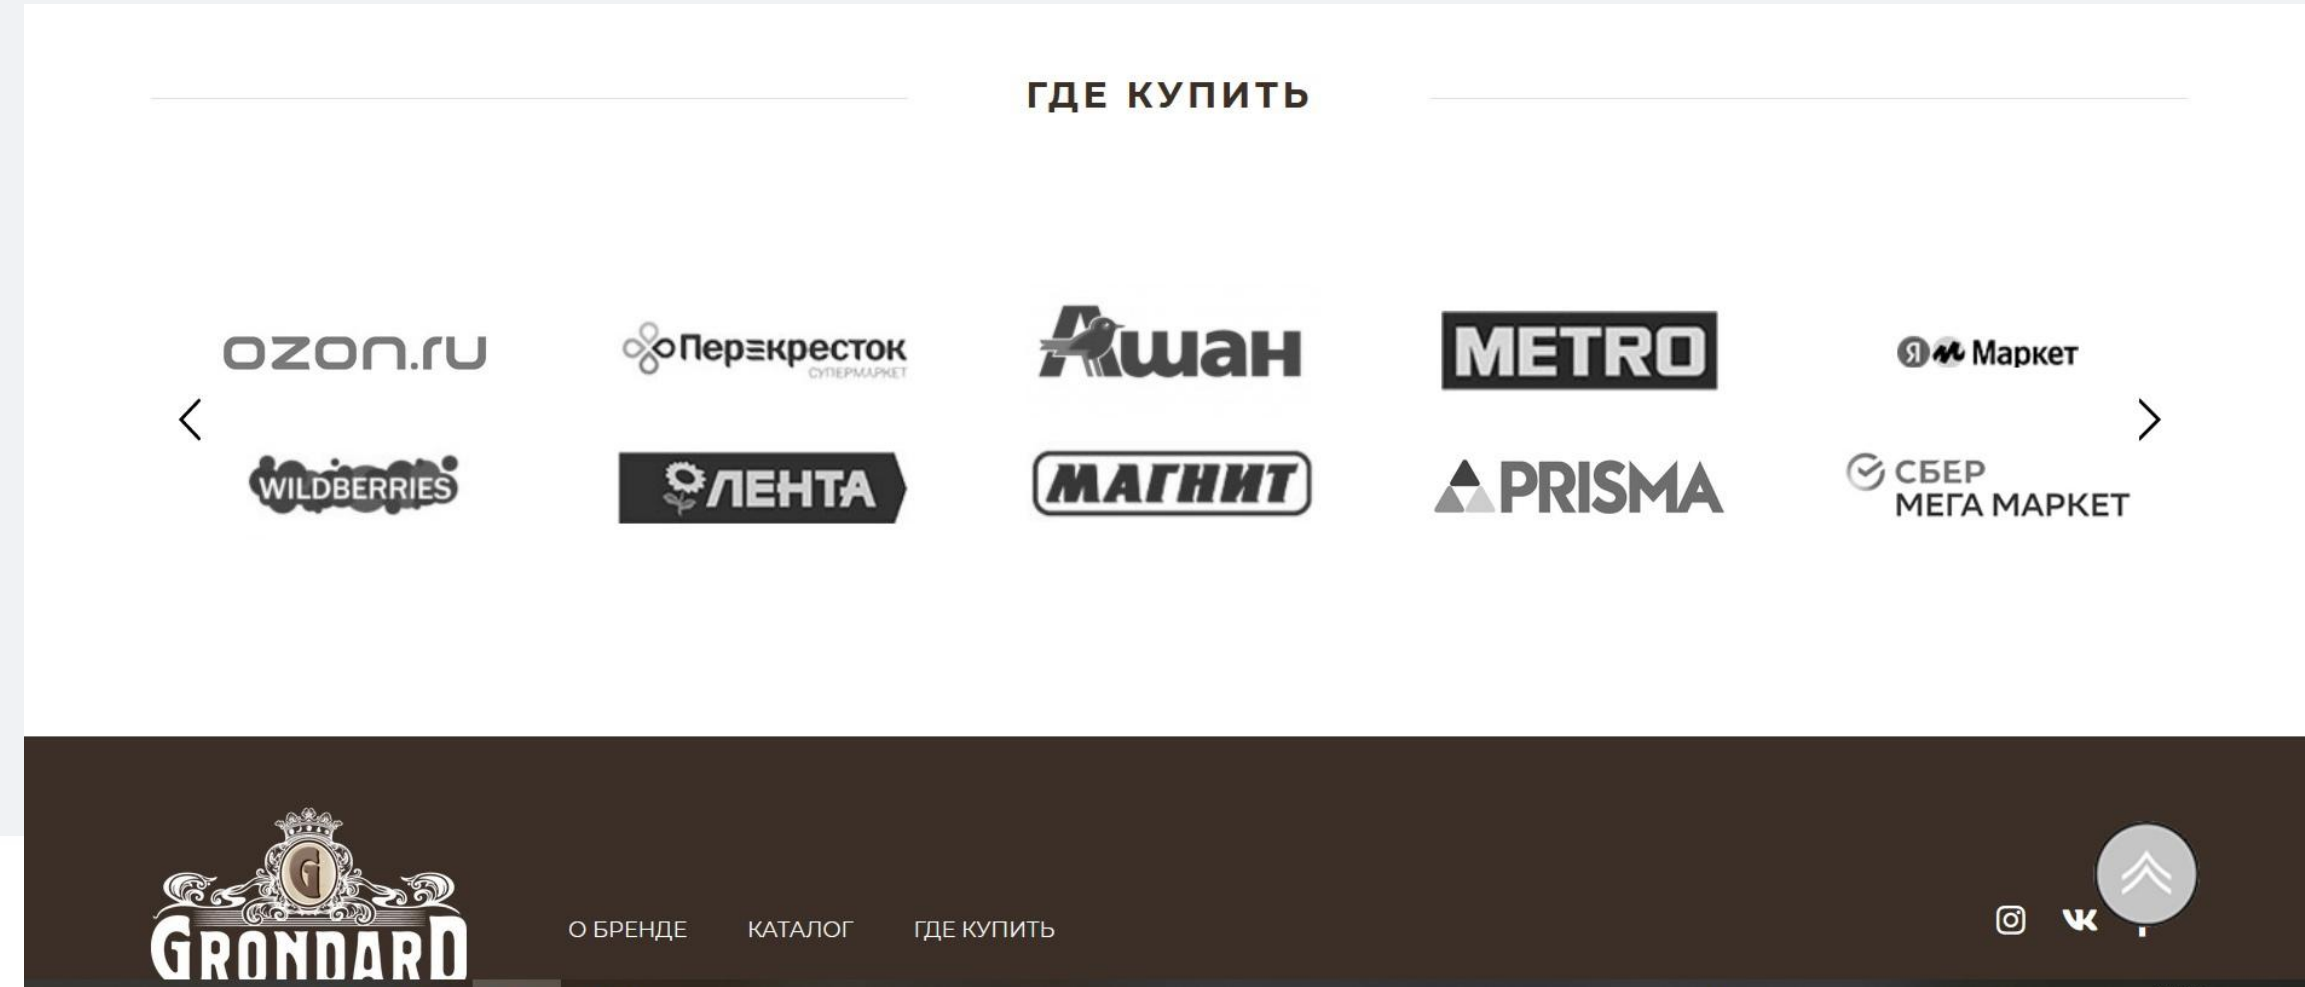 ГДЕ КУПИТЬ
ozon.ru
Перекресток
СУПЕРМАРКЕТ
Ашан
METRO
Я М Маркет
WILDBERRIES
ЛЕНТА
МАГНИТ
PRISMA
СБЕР
МЕГА МАРКЕТ
G
GRONDARD
О БРЕНДЕ
КАТАЛОГ
ГДЕ КУПИТЬ